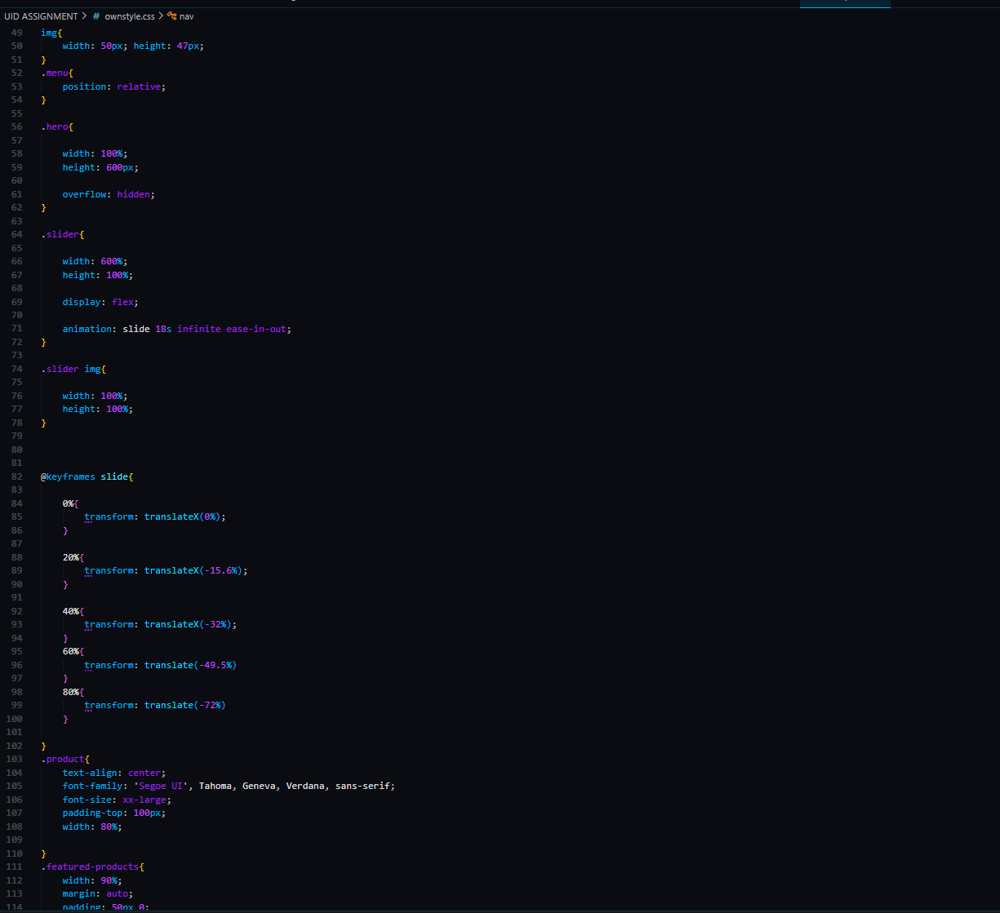 UID ASSIGNMENT > # ownstyle.css > nav
49 img{
50 width: 50px; height: 47px;
51 }
52 .menu{
53 position: relative;
54 }
55
56 .hero{
57
58 width: 100%;
59 height: 600px;
60
61 overflow: hidden;
62 }
63
64 .slider{
65
66 width: 600%;
67 height: 100%;
68
69 display: flex;
70
71 animation: slide 18s infinite ease-in-out;
72 }
73
74 .slider img{
75
76 width: 100%;
77 height: 100%;
78 }
79
80
81
82 @keyframes slide{
83
84 0%{
85 transform: translateX(0%);
86 }
87
88 20%{
89 transform: translateX(-15.6%);
90 }
91
92 40%{
93 transform: translateX(-32%);
94 }
95 60%{
96 transform: translate(-49.5%)
97 }
98 80%{
99 transform: translate(-72%)
100 }
101
102 }
103 .product{
104 text-align: center;
105 font-family: 'Segoe UI', Tahoma, Geneva, Verdana, sans-serif;
106 font-size: xx-large;
107 padding-top: 100px;
108 width: 80%;
109
110 }
111 .featured-products{
112 width: 90%;
113 margin: auto;
114 padding: 50px 0;